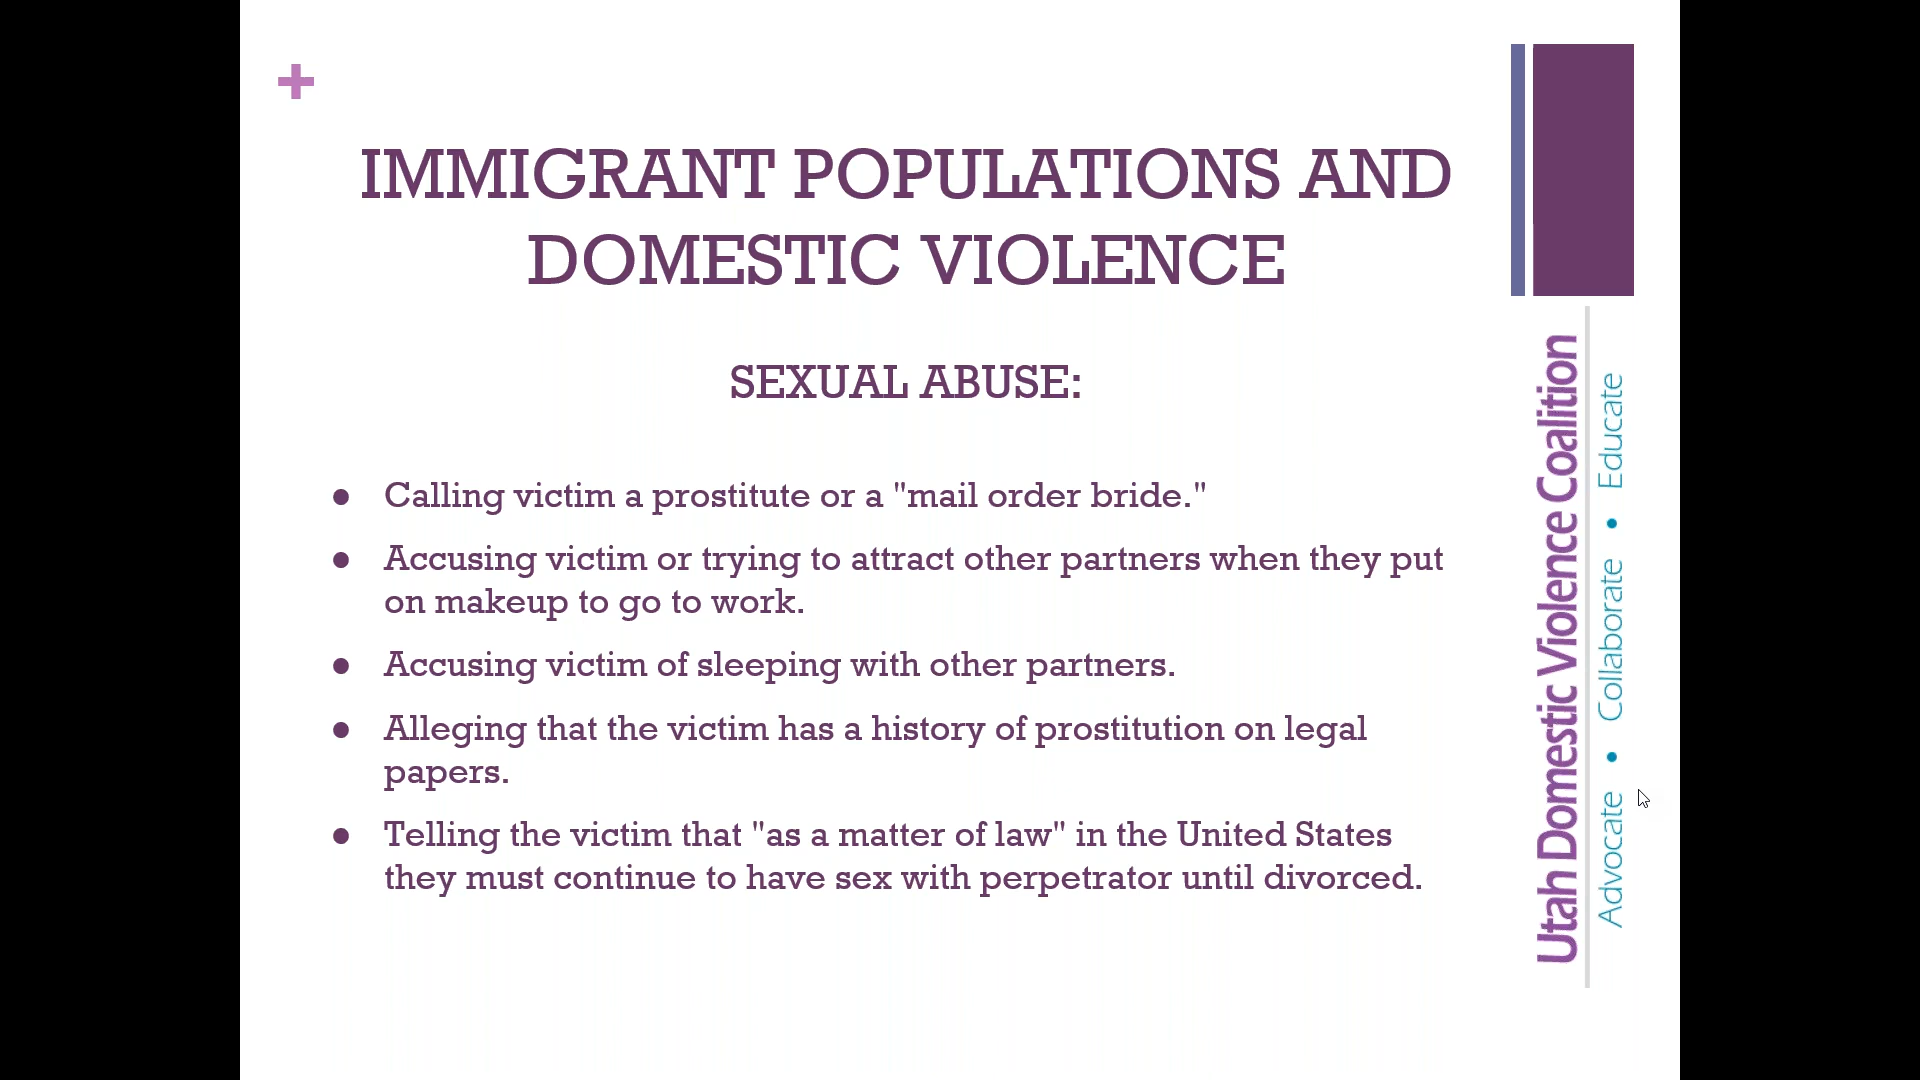 IMMIGRANT POPULATIONS AND
DOMESTIC VIOLENCE
SEXUAL ABUSE:
● Calling victim a prostitute or a "mail order bride."
● Accusing victim or trying to attract other partners when they put
on makeup to go to work.
● Accusing victim of sleeping with other partners.
● Alleging that the victim has a history of prostitution on legal
papers.
● Telling the victim that "as a matter of law" in the United States
they must continue to have sex with perpetrator until divorced.
Utah Domestic Violence Coalition
Advocate • Collaborate • Educate